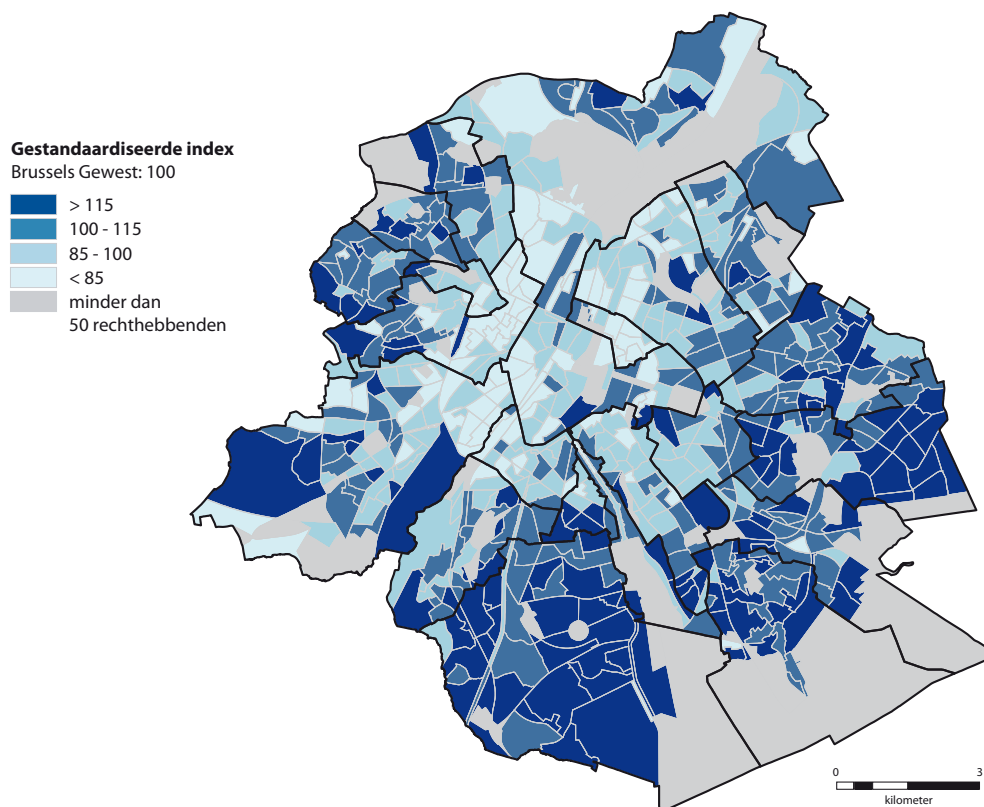 Gestandaardiseerde index
Brussels Gewest: 100
> 115
100 - 115
85 - 100
< 85
minder dan
50 rechthebbenden
0 3
kilometer